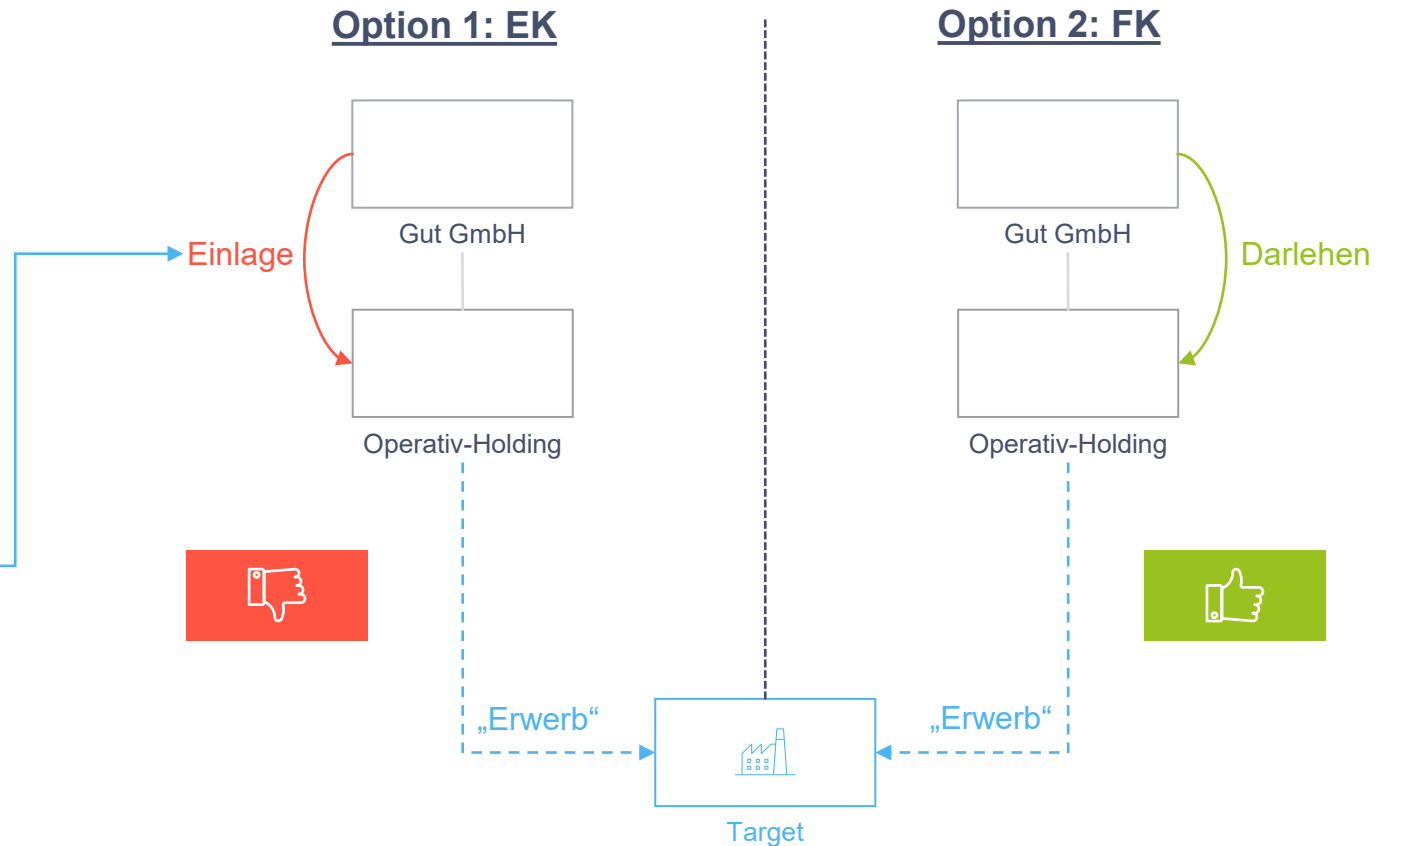 Option 1: EK
Option 2: FK
Gut GmbH
Gut GmbH
Einlage
Darlehen
Operativ-Holding
Operativ-Holding
„Erwerb“
„Erwerb“
Target